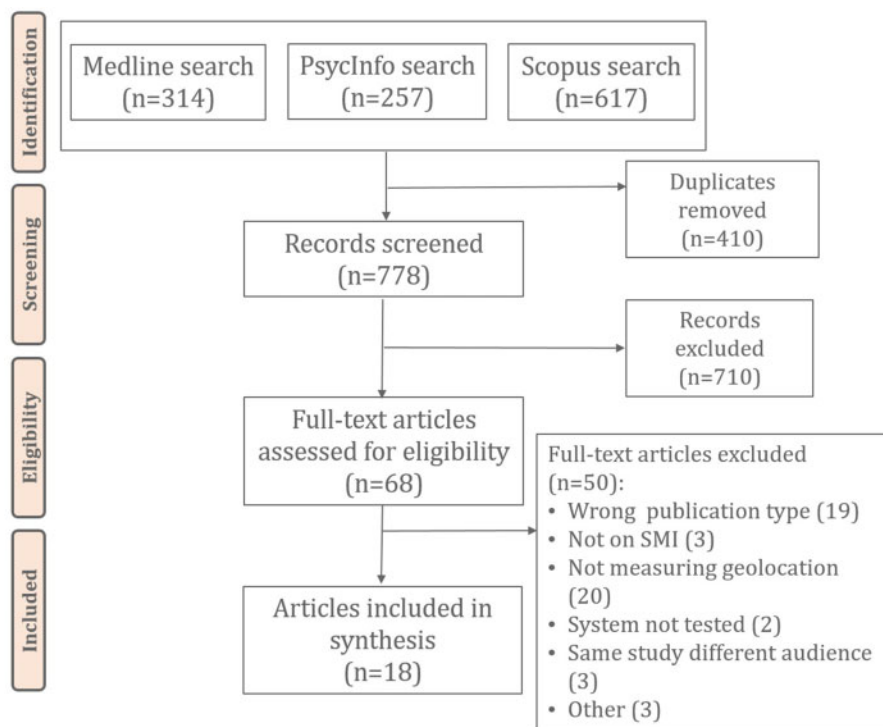 Identification
Medline search
(n=314)
PsycInfo search
(n=257)
Scopus search
(n=617)
Duplicates
removed
(n=410)
Screening
Records screened
(n=778)
Records
excluded
(n=710)
Eligibility
Full-text articles
assessed for eligibility
(n=68)
Full-text articles excluded
(n=50):
• Wrong publication type (19)
• Not on SMI (3)
• Not measuring geolocation
(20)
• System not tested (2)
• Same study different audience
(3)
• Other (3)
Included
Articles included in
synthesis
(n=18)